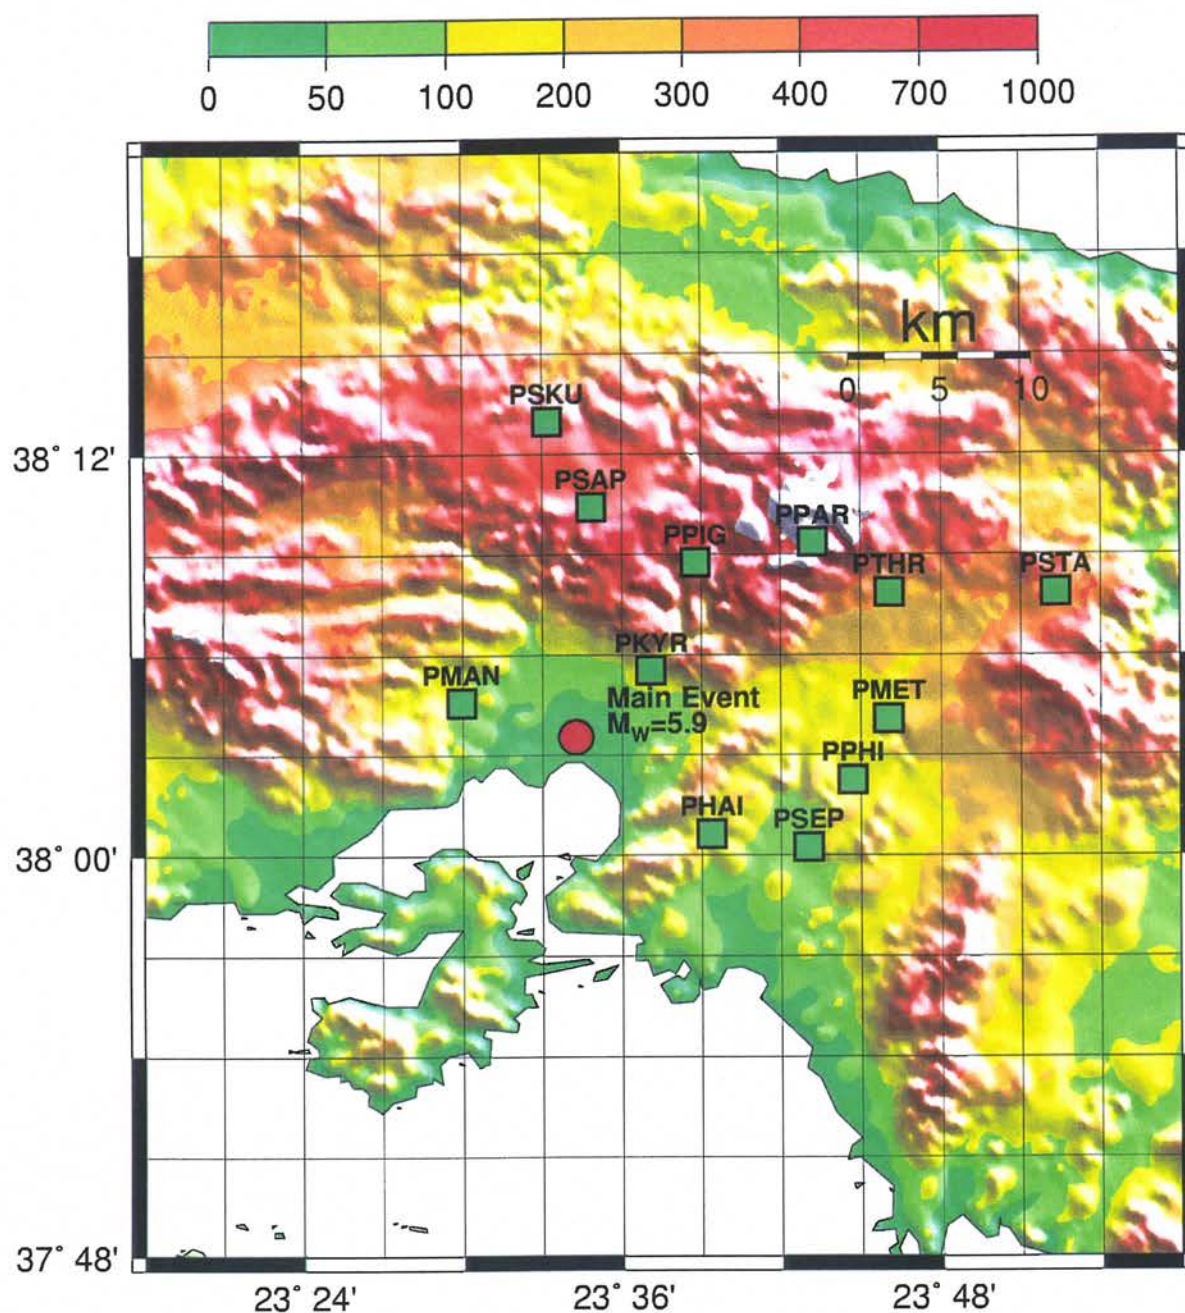 0 50 100 200 300 400 700 1000
km
0 5 10
PSKU
38° 12'
PSAP
PPAR
PPIG
PTHR
PSTA
PKYR
PMAN
Main Event
PMET
Mw=5.9
PPHI
PHAI
PSEP
38° 00'
37° 48'
23° 24' 23° 36' 23° 48'